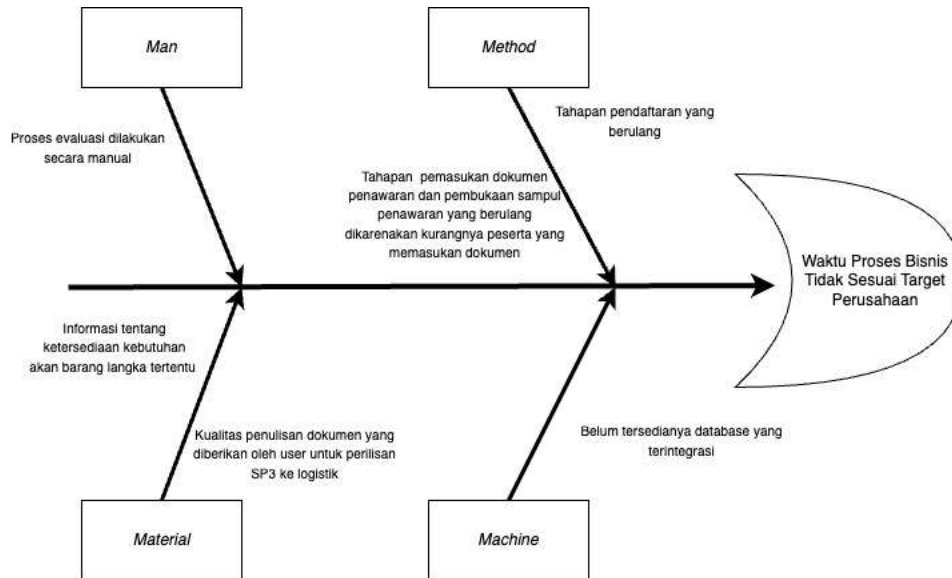 Man
Method
Proses evaluasi dilakukan
secara manual
Tahapan pendaftaran yang
berulang
Tahapan pemasukan dokumen
penawaran dan pembukaan sampul
penawaran yang berulang
dikarenakan kurangnya peserta yang
memasukan dokumen
Waktu Proses Bisnis
Tidak Sesuai Target
Perusahaan
Informasi tentang
ketersediaan kebutuhan
akan barang langka tertentu
Kualitas penulisan dokumen yang
diberikan oleh user untuk perilisan
SP3 ke logistik
Belum tersedianya database yang
terintegrasi
Material
Machine